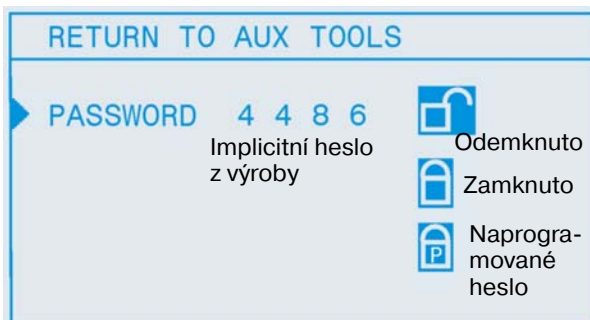 RETURN TO AUX TOOLS
PASSWORD 4 4 8 6
Implicitní heslo
z výroby
Odemknuto
Zamknuto
P
Naprogra-
mované
heslo